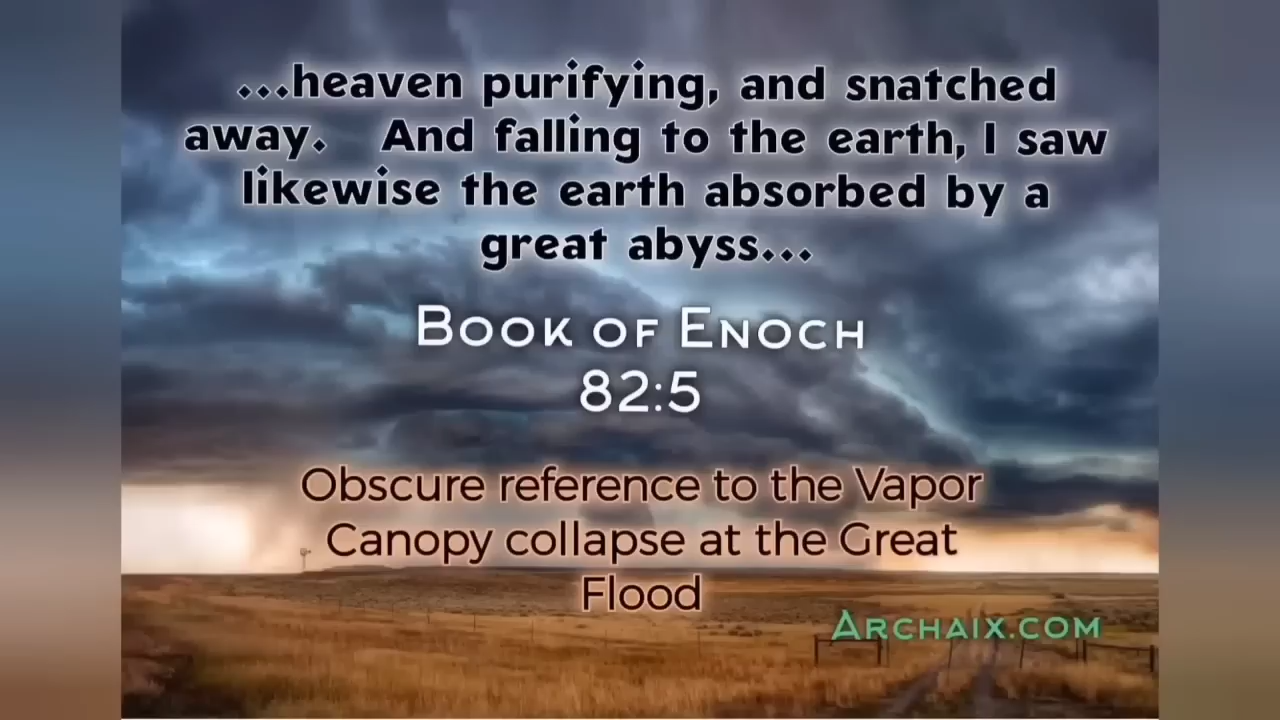 ...heaven purifying, and snatched
away. And falling to the earth, I saw
likewise the earth absorbed by a
great abyss...
Book of Enoch
82:5
Obscure reference to the Vapor
Canopy collapse at the Great
Flood
Archaix.com